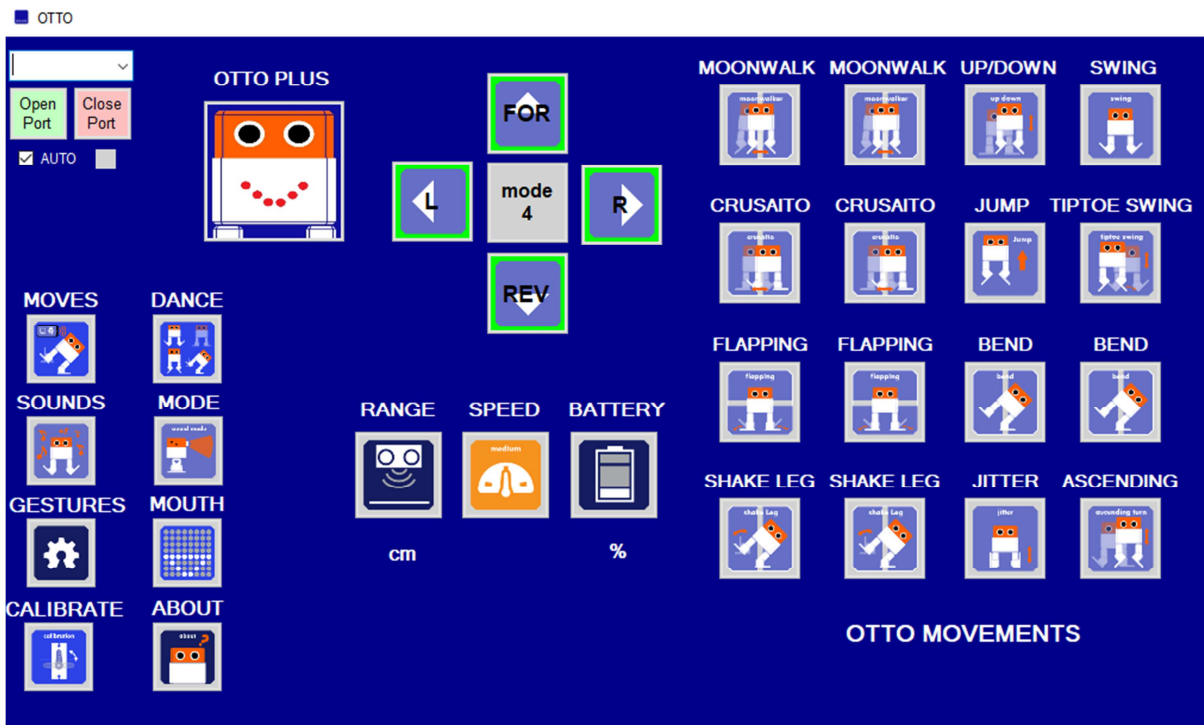 OTTO
Open Port
Close Port
AUTO
OTTO PLUS
FOR
L
mode
4
R
REV
MOVES
DANCE
SOUNDS
MODE
GESTURES
MOUTH
CALIBRATE
calibration
ABOUT
about
?
RANGE
SPEED
medium
BATTERY
cm
%
MOONWALK
MOONWALK
UP/DOWN
SWING
moonwalker
moonwalker
up down
swing
CRUSAITO
CRUSAITO
JUMP
TIPTOE SWING
crusaito
crusaito
Jump
tiptoe swing
FLAPPING
FLAPPING
BEND
BEND
flapping
flapping
bend
bend
SHAKE LEG
SHAKE LEG
JITTER
ASCENDING
shake Leg
shake Leg
jitter
ascending turn
OTTO MOVEMENTS